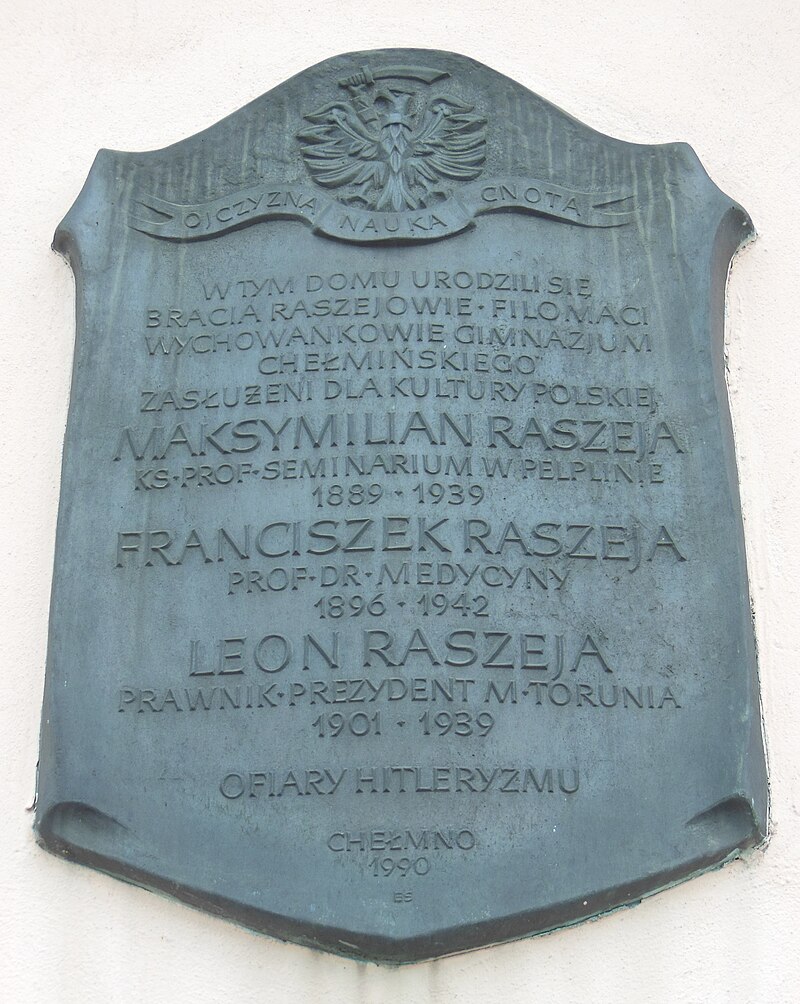 OJCZYZNA NAUKA CNOTA
W TYM DOMU URODZILI SIĘ
BRACIA RASZEJOWIE · FILOMACI
WYCHOWANKOWIE GIMNAZJUM
CHEŁMIŃSKIEGO
ZASŁUŻENI DLA KULTURY POLSKIEJ
MAKSYMILIAN RASZEJA
KS · PROF · SEMINARIUM W PELPLINIE
1889 · 1939
FRANCISZEK RASZEJA
PROF · DR · MEDYCYNY
1896 · 1942
LEON RASZEJA
PRAWNIK · PREZYDENT M · TORUNIA
1901 · 1939
OFIARY HITLERYZMU
CHEŁMNO
1990
ES